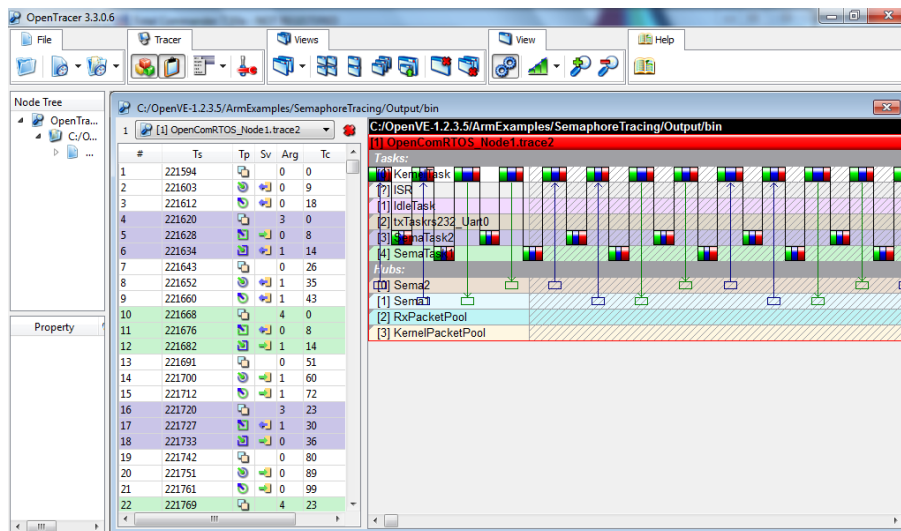 OpenTracer 3.3.0.6
File
Tracer
Views
View
Help
Node Tree
OpenTra...
C:/O...
...
Property
C:/OpenVE-1.2.3.5/ArmExamples/SemaphoreTracing/Output/bin
1 [1] OpenComRTOS_Node1.trace2
# Ts Tp Sv Arg Tc
1 221594 0 0
2 221603 0 9
3 221612 0 18
4 221620 3 0
5 221628 0 8
6 221634 1 14
7 221643 0 26
8 221652 1 35
9 221660 1 43
10 221668 4 0
11 221676 0 8
12 221682 1 14
13 221691 0 51
14 221700 1 60
15 221712 1 72
16 221720 3 23
17 221727 1 30
18 221733 0 36
19 221742 0 80
20 221751 0 89
21 221761 0 99
22 221769 4 23
C:/OpenVE-1.2.3.5/ArmExamples/SemaphoreTracing/Output/bin
[1] OpenComRTOS_Node1.trace2
Tasks:
KernelTask
[?] ISR
[1] IdleTask
[2] txTaskrs232_Uart0
[3] SemaTask2
[4] SemaTask1
Hubs:
[0] Sema2
[1] Sema1
[2] RxPacketPool
[3] KernelPacketPool